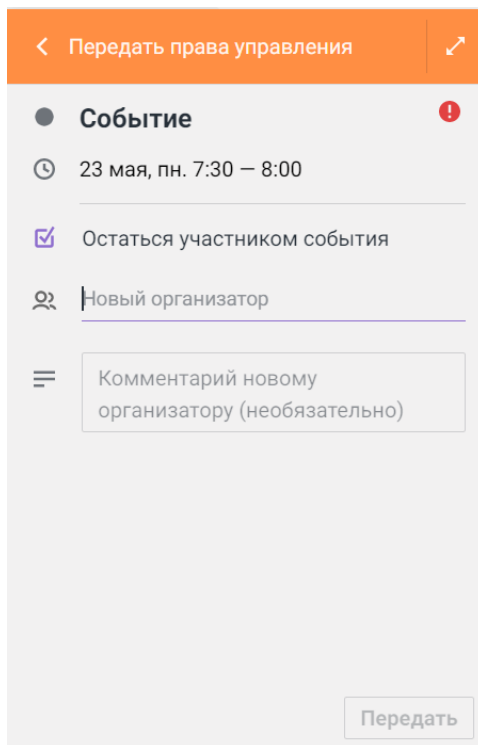 Передать права управления
Событие
23 мая, пн. 7:30 — 8:00
Остаться участником события
Новый организатор
Комментарий новому
организатору (необязательно)
Передать